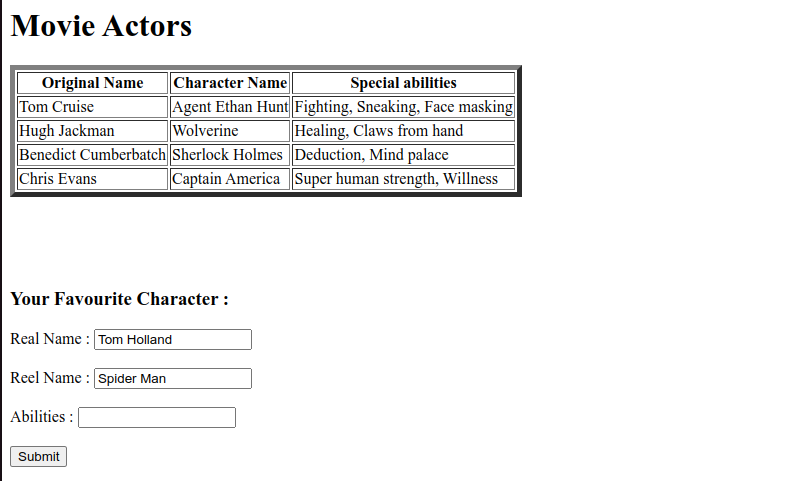 Movie Actors
Original Name Character Name Special abilities
Tom Cruise Agent Ethan Hunt Fighting, Sneaking, Face masking
Hugh Jackman Wolverine Healing, Claws from hand
Benedict Cumberbatch Sherlock Holmes Deduction, Mind palace
Chris Evans Captain America Super human strength, Willness
Your Favourite Character :
Real Name : Tom Holland
Reel Name : Spider Man
Abilities :
Submit